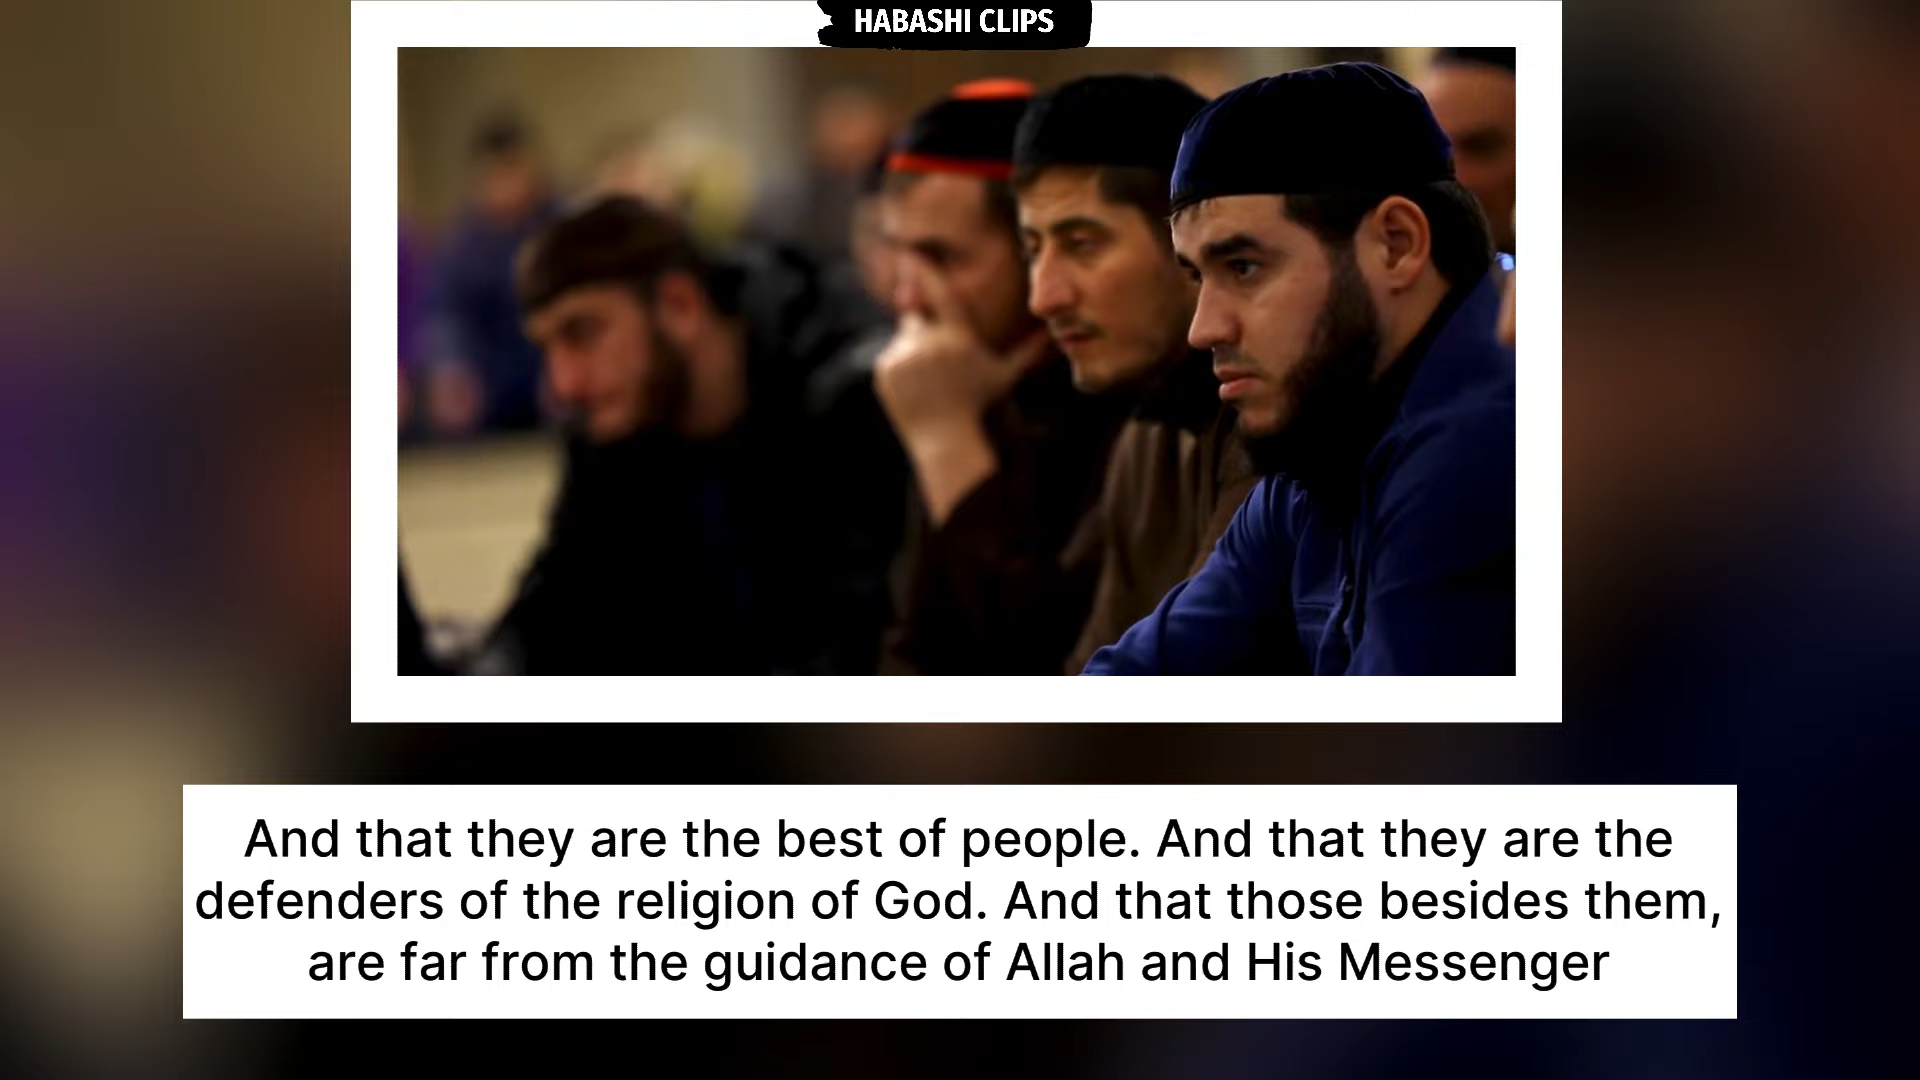 HABASHI CLIPS
And that they are the best of people. And that they are the
defenders of the religion of God. And that those besides them,
are far from the guidance of Allah and His Messenger